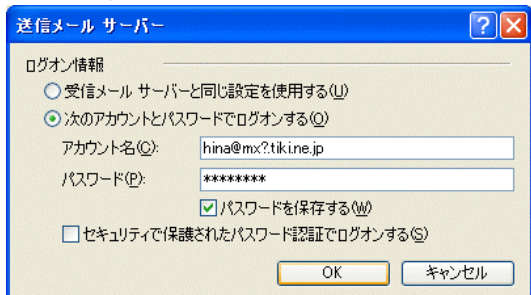 送信メール サーバー
ログオン情報
受信メール サーバーと同じ設定を使用する(U)
次のアカウントとパスワードでログオンする(O)
アカウント名(C): hina@mx?.tiki.ne.jp
パスワード(P): ********
パスワードを保存する(W)
セキュリティで保護されたパスワード認証でログオンする(S)
OK キャンセル